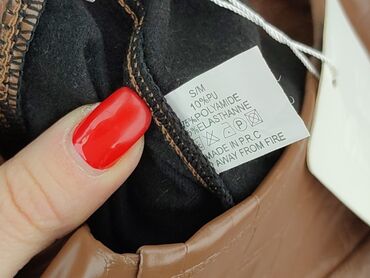 S/M
10%PU
POLYAMIDE
ELASTHANNE
MADE IN P.R.C
AWAY FROM FIRE